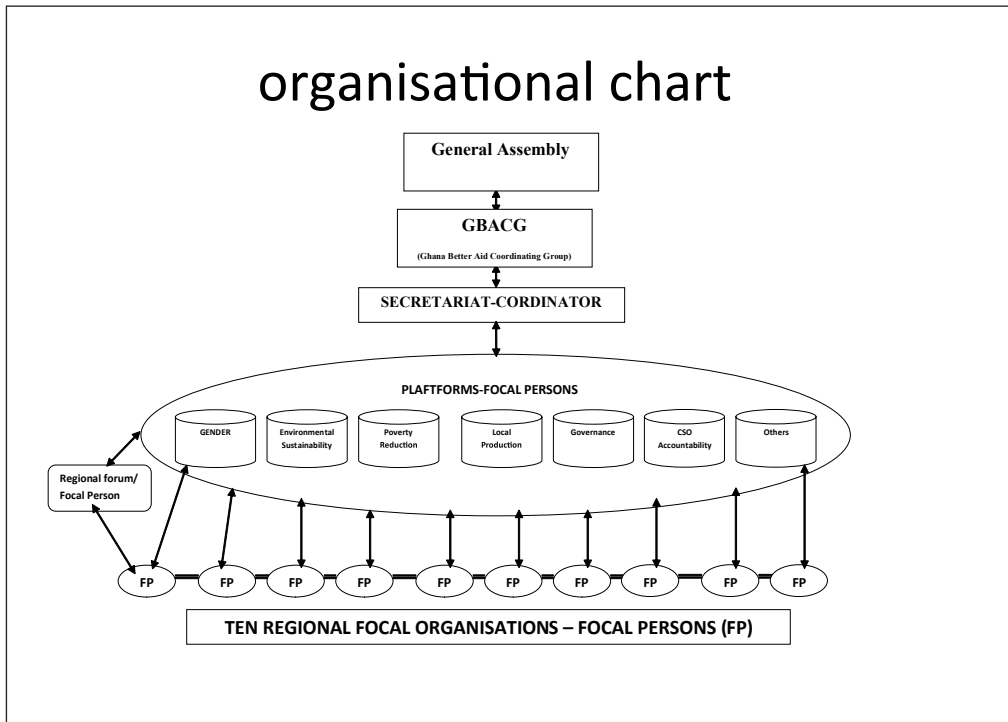 organisational chart
General Assembly
GBACG
(Ghana Better Aid Coordinating Group)
SECRETARIAT-CORDINATOR
PLAFTFORMS-FOCAL PERSONS
GENDER
Environmental
Sustainability
Poverty
Reduction
Local
Production
Governance
CSO
Accountability
Others
Regional forum/
Focal Person
FP
FP
FP
FP
FP
FP
FP
FP
FP
FP
TEN REGIONAL FOCAL ORGANISATIONS – FOCAL PERSONS (FP)